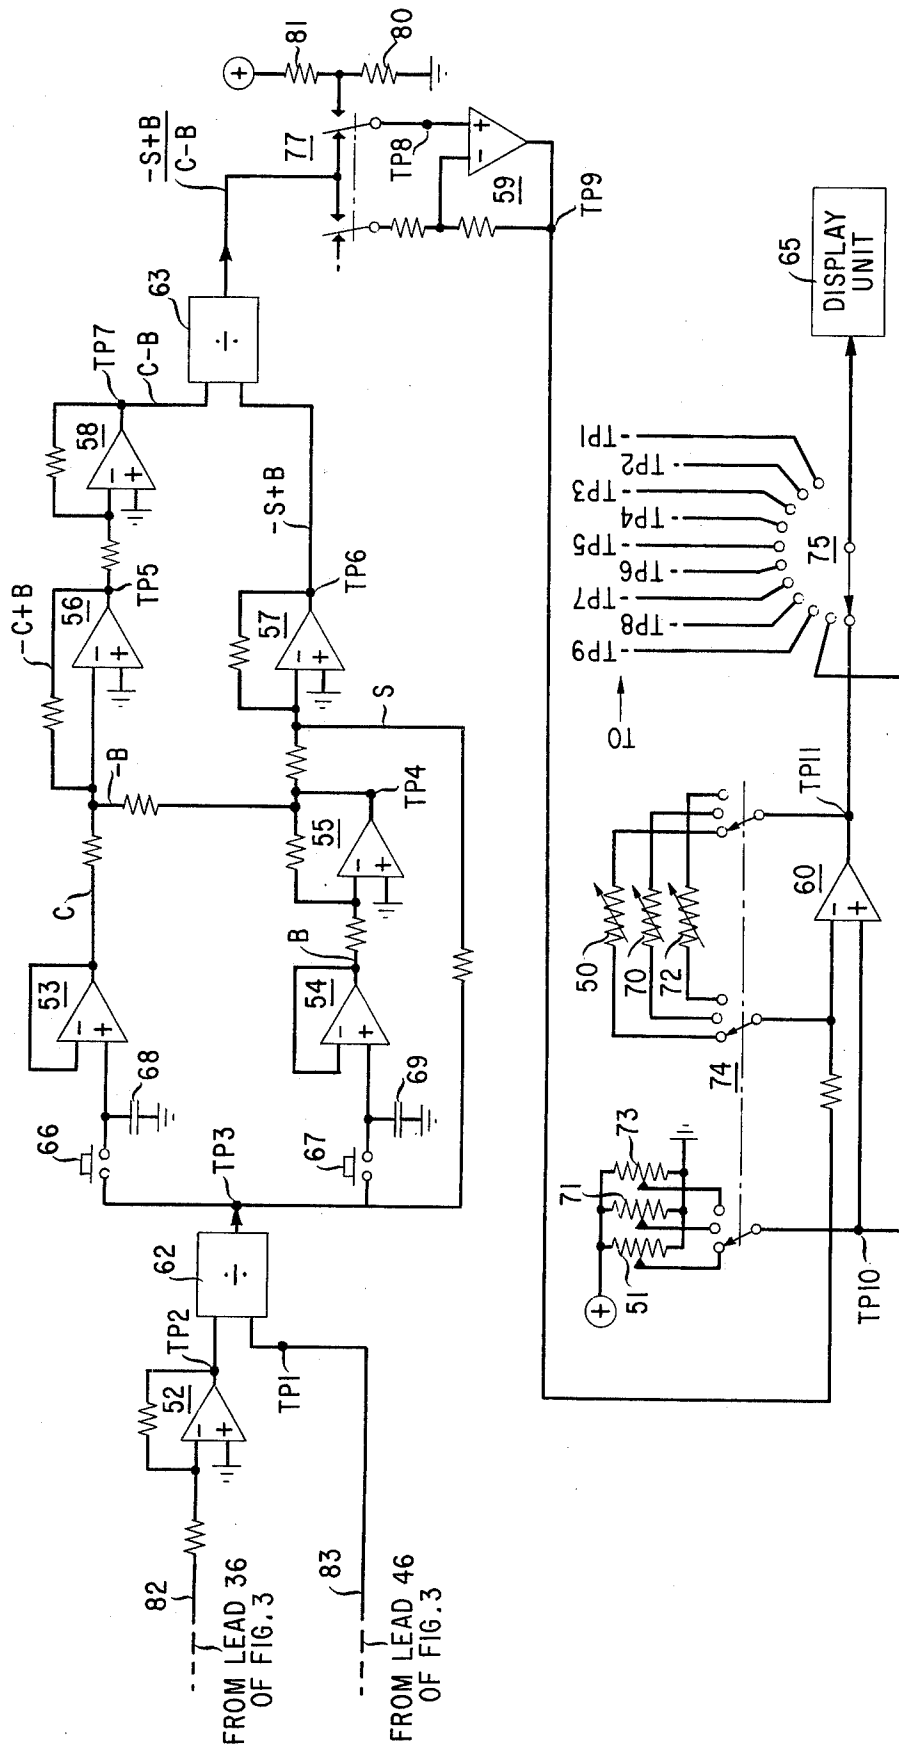 82
FROM LEAD 36
OF FIG.3
83
FROM LEAD 46
OF FIG.3
52
−
+
TP2
TP1
62
÷
TP3
66
68
67
69
53
−
+
C
54
−
+
B
55
−
+
TP4
-B
-C+B
56
−
+
TP5
57
−
+
TP6
S
-S+B
58
−
+
TP7
C-B
63
÷
-S+B
C-B
77
+
81
80
TP8
59
−
+
TP9
+
51
71
73
TP10
74
50
70
72
60
−
+
TP11
TO
TP9
TP8
TP7
TP6
TP5
TP4
TP3
TP2
TP1
75
65
DISPLAY
UNIT